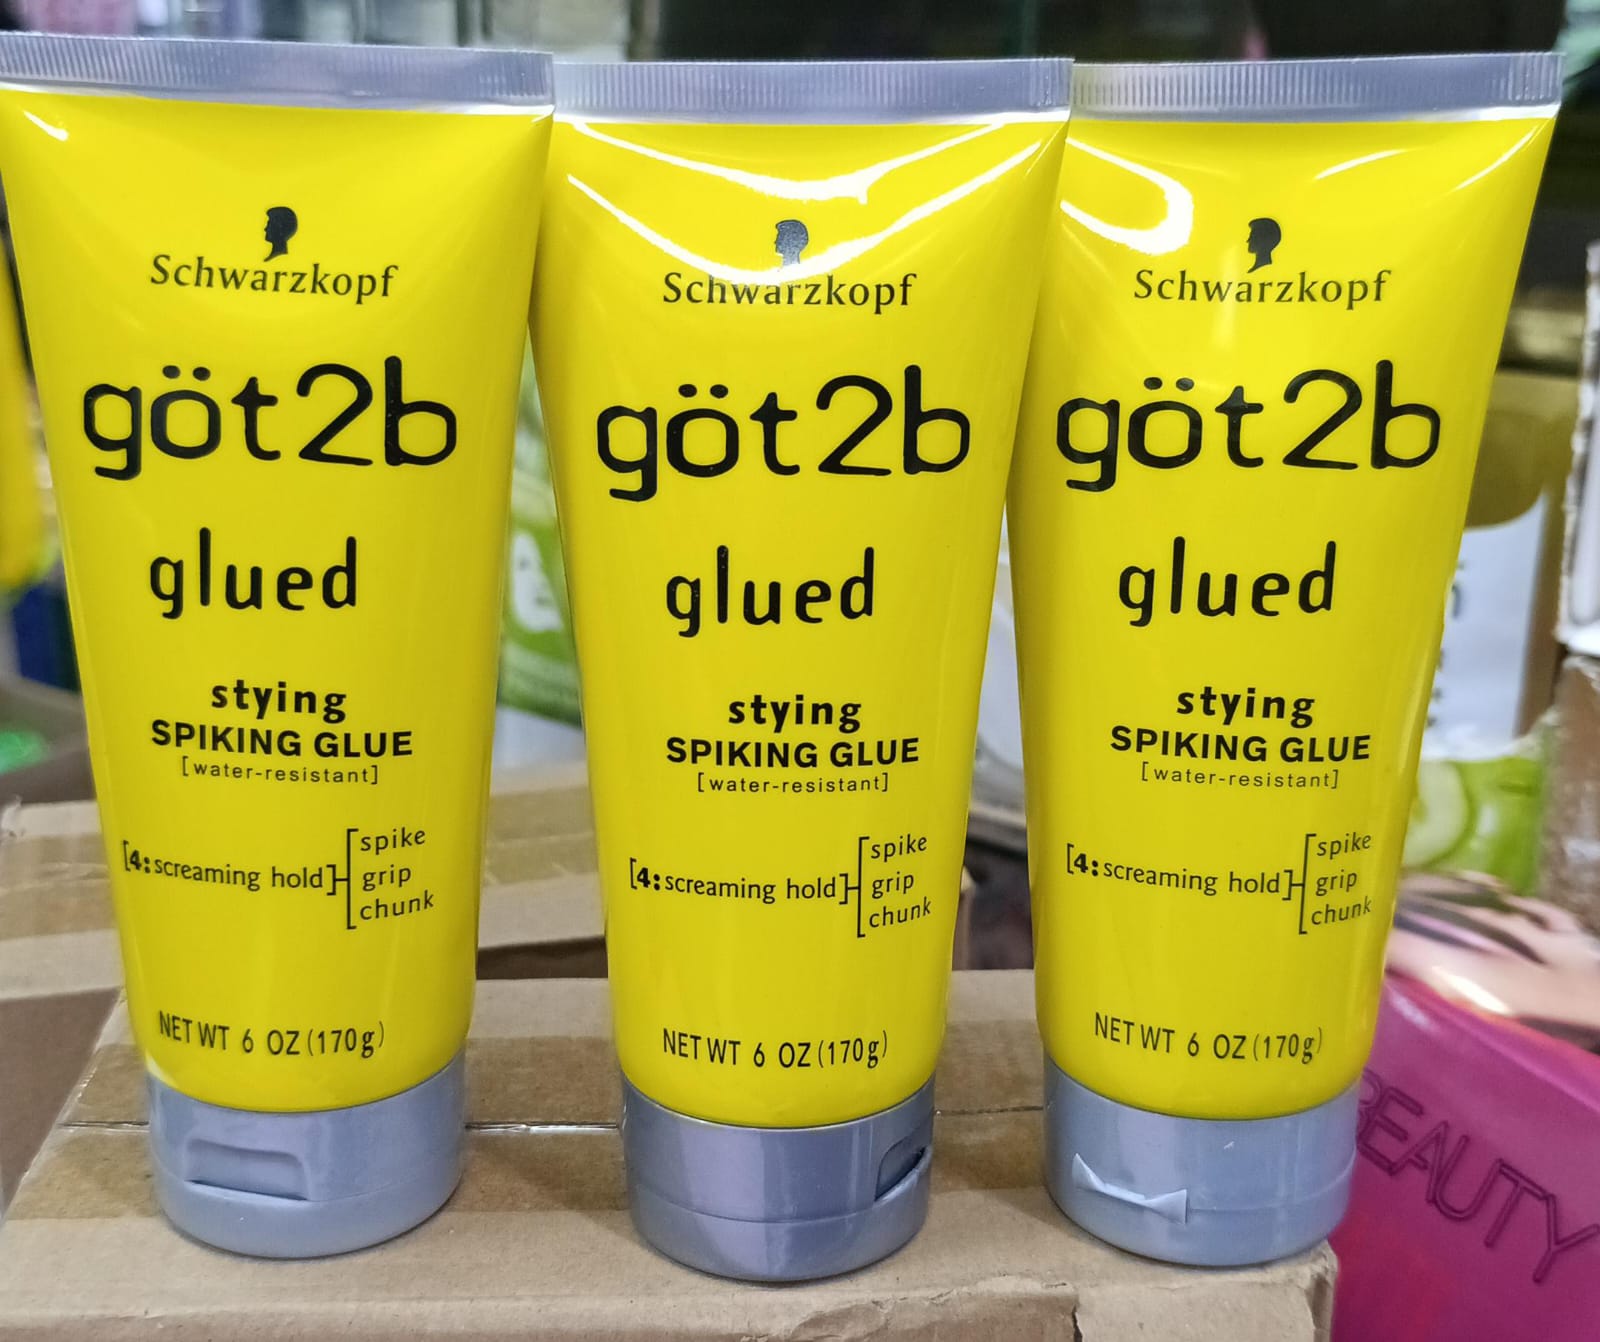 Schwarzkopf
göt2b
glued
stying
SPIKING GLUE
[water-resistant]
[4:screaming hold]
spike
grip
chunk
NET WT 6 OZ(170g)
Schwarzkopf
göt2b
glued
stying
SPIKING GLUE
[water-resistant]
[4:screaming hold]
spike
grip
chunk
NET WT 6 OZ(170g)
Schwarzkopf
göt2b
glued
stying
SPIKING GLUE
[water-resistant]
[4:screaming hold]
spike
grip
chunk
NET WT 6 OZ(170g)
BEAUTY